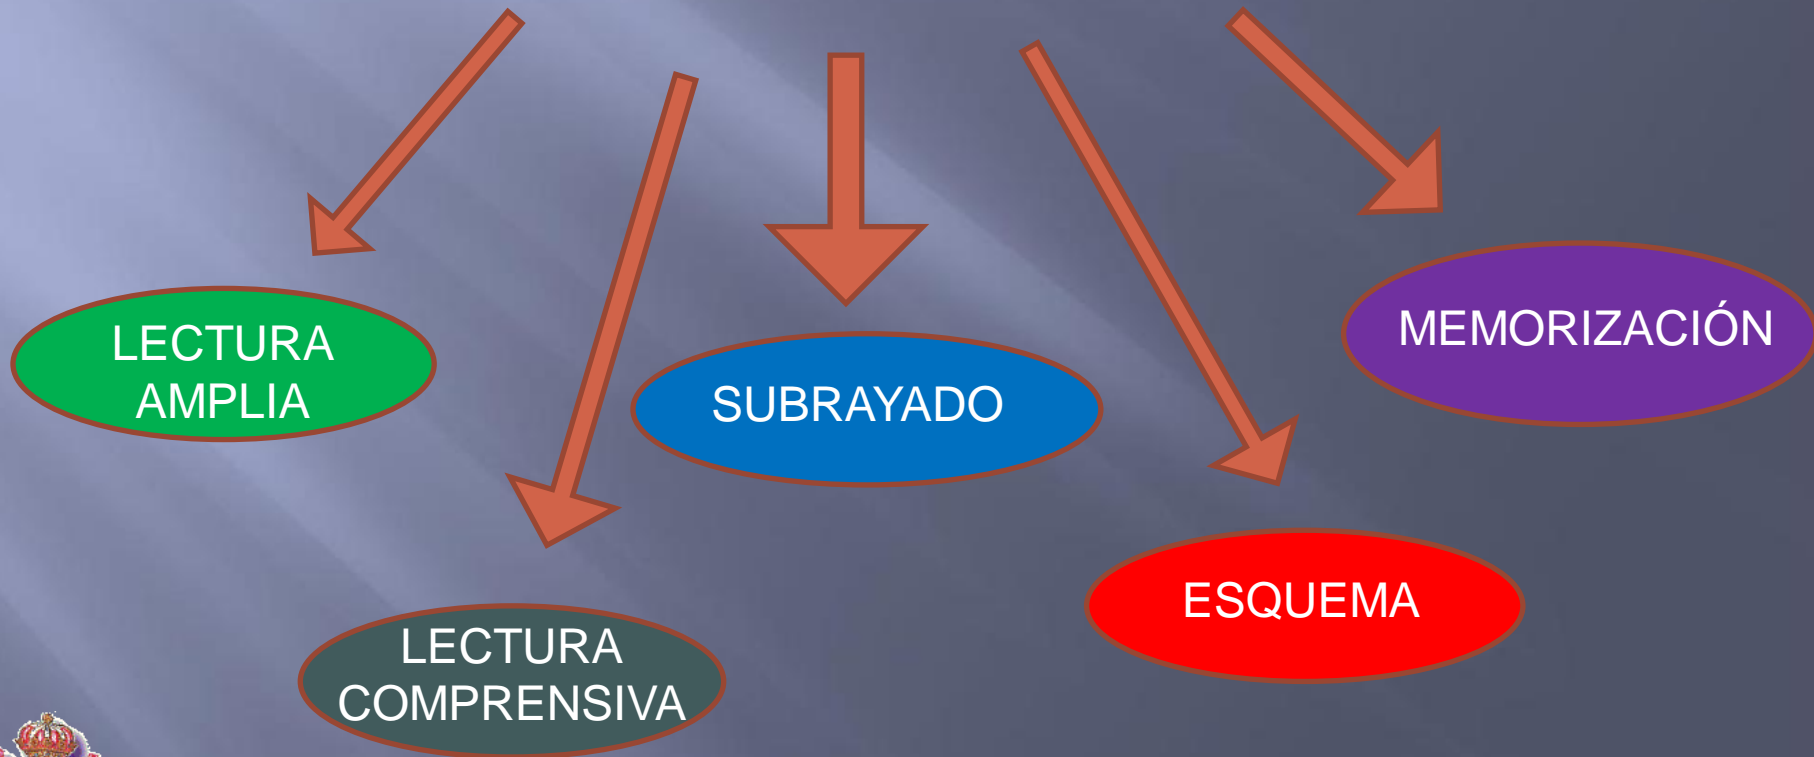 LECTURA
AMPLIA
LECTURA
COMPRENSIVA
SUBRAYADO
ESQUEMA
MEMORIZACIÓN